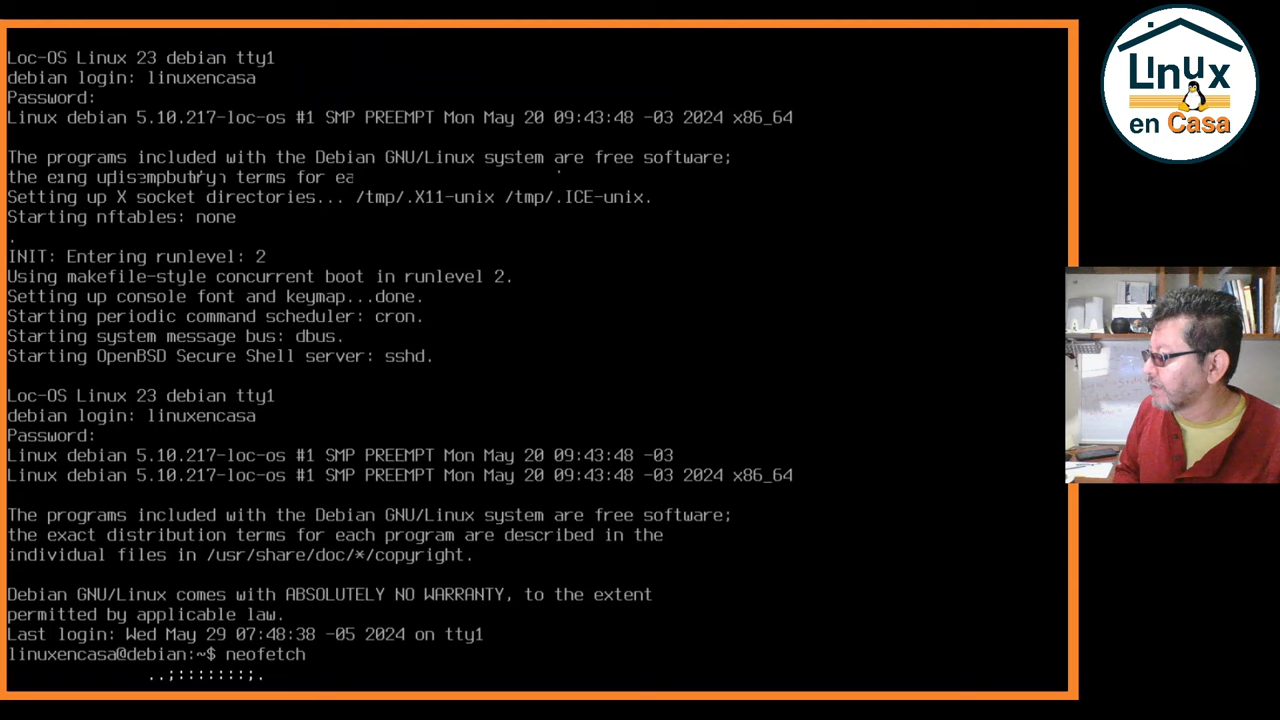 Loc-OS Linux 23 debian tty1
debian login: linuxencasa
Password:
Linux debian 5.10.217-loc-os #1 SMP PREEMPT Mon May 20 09:43:48 -03 2024 x86_64
The programs included with the Debian GNU/Linux system are free software;
the terms for ea
Setting up X socket directories... /tmp/.X11-unix /tmp/.ICE-unix.
Starting nftables: none
.
INIT: Entering runlevel: 2
Using makefile-style concurrent boot in runlevel 2.
Setting up console font and keymap...done.
Starting periodic command scheduler: cron.
Starting system message bus: dbus.
Starting OpenBSD Secure Shell server: sshd.
Loc-OS Linux 23 debian tty1
debian login: linuxencasa
Password:
Linux debian 5.10.217-loc-os #1 SMP PREEMPT Mon May 20 09:43:48 -03
Linux debian 5.10.217-loc-os #1 SMP PREEMPT Mon May 20 09:43:48 -03 2024 x86_64
The programs included with the Debian GNU/Linux system are free software;
the exact distribution terms for each program are described in the
individual files in /usr/share/doc/*/copyright.
Debian GNU/Linux comes with ABSOLUTELY NO WARRANTY, to the extent
permitted by applicable law.
Last login: Wed May 29 07:48:38 -05 2024 on tty1
linuxencasa@debian:~$ neofetch
..;:::::::;.
Linux
en Casa